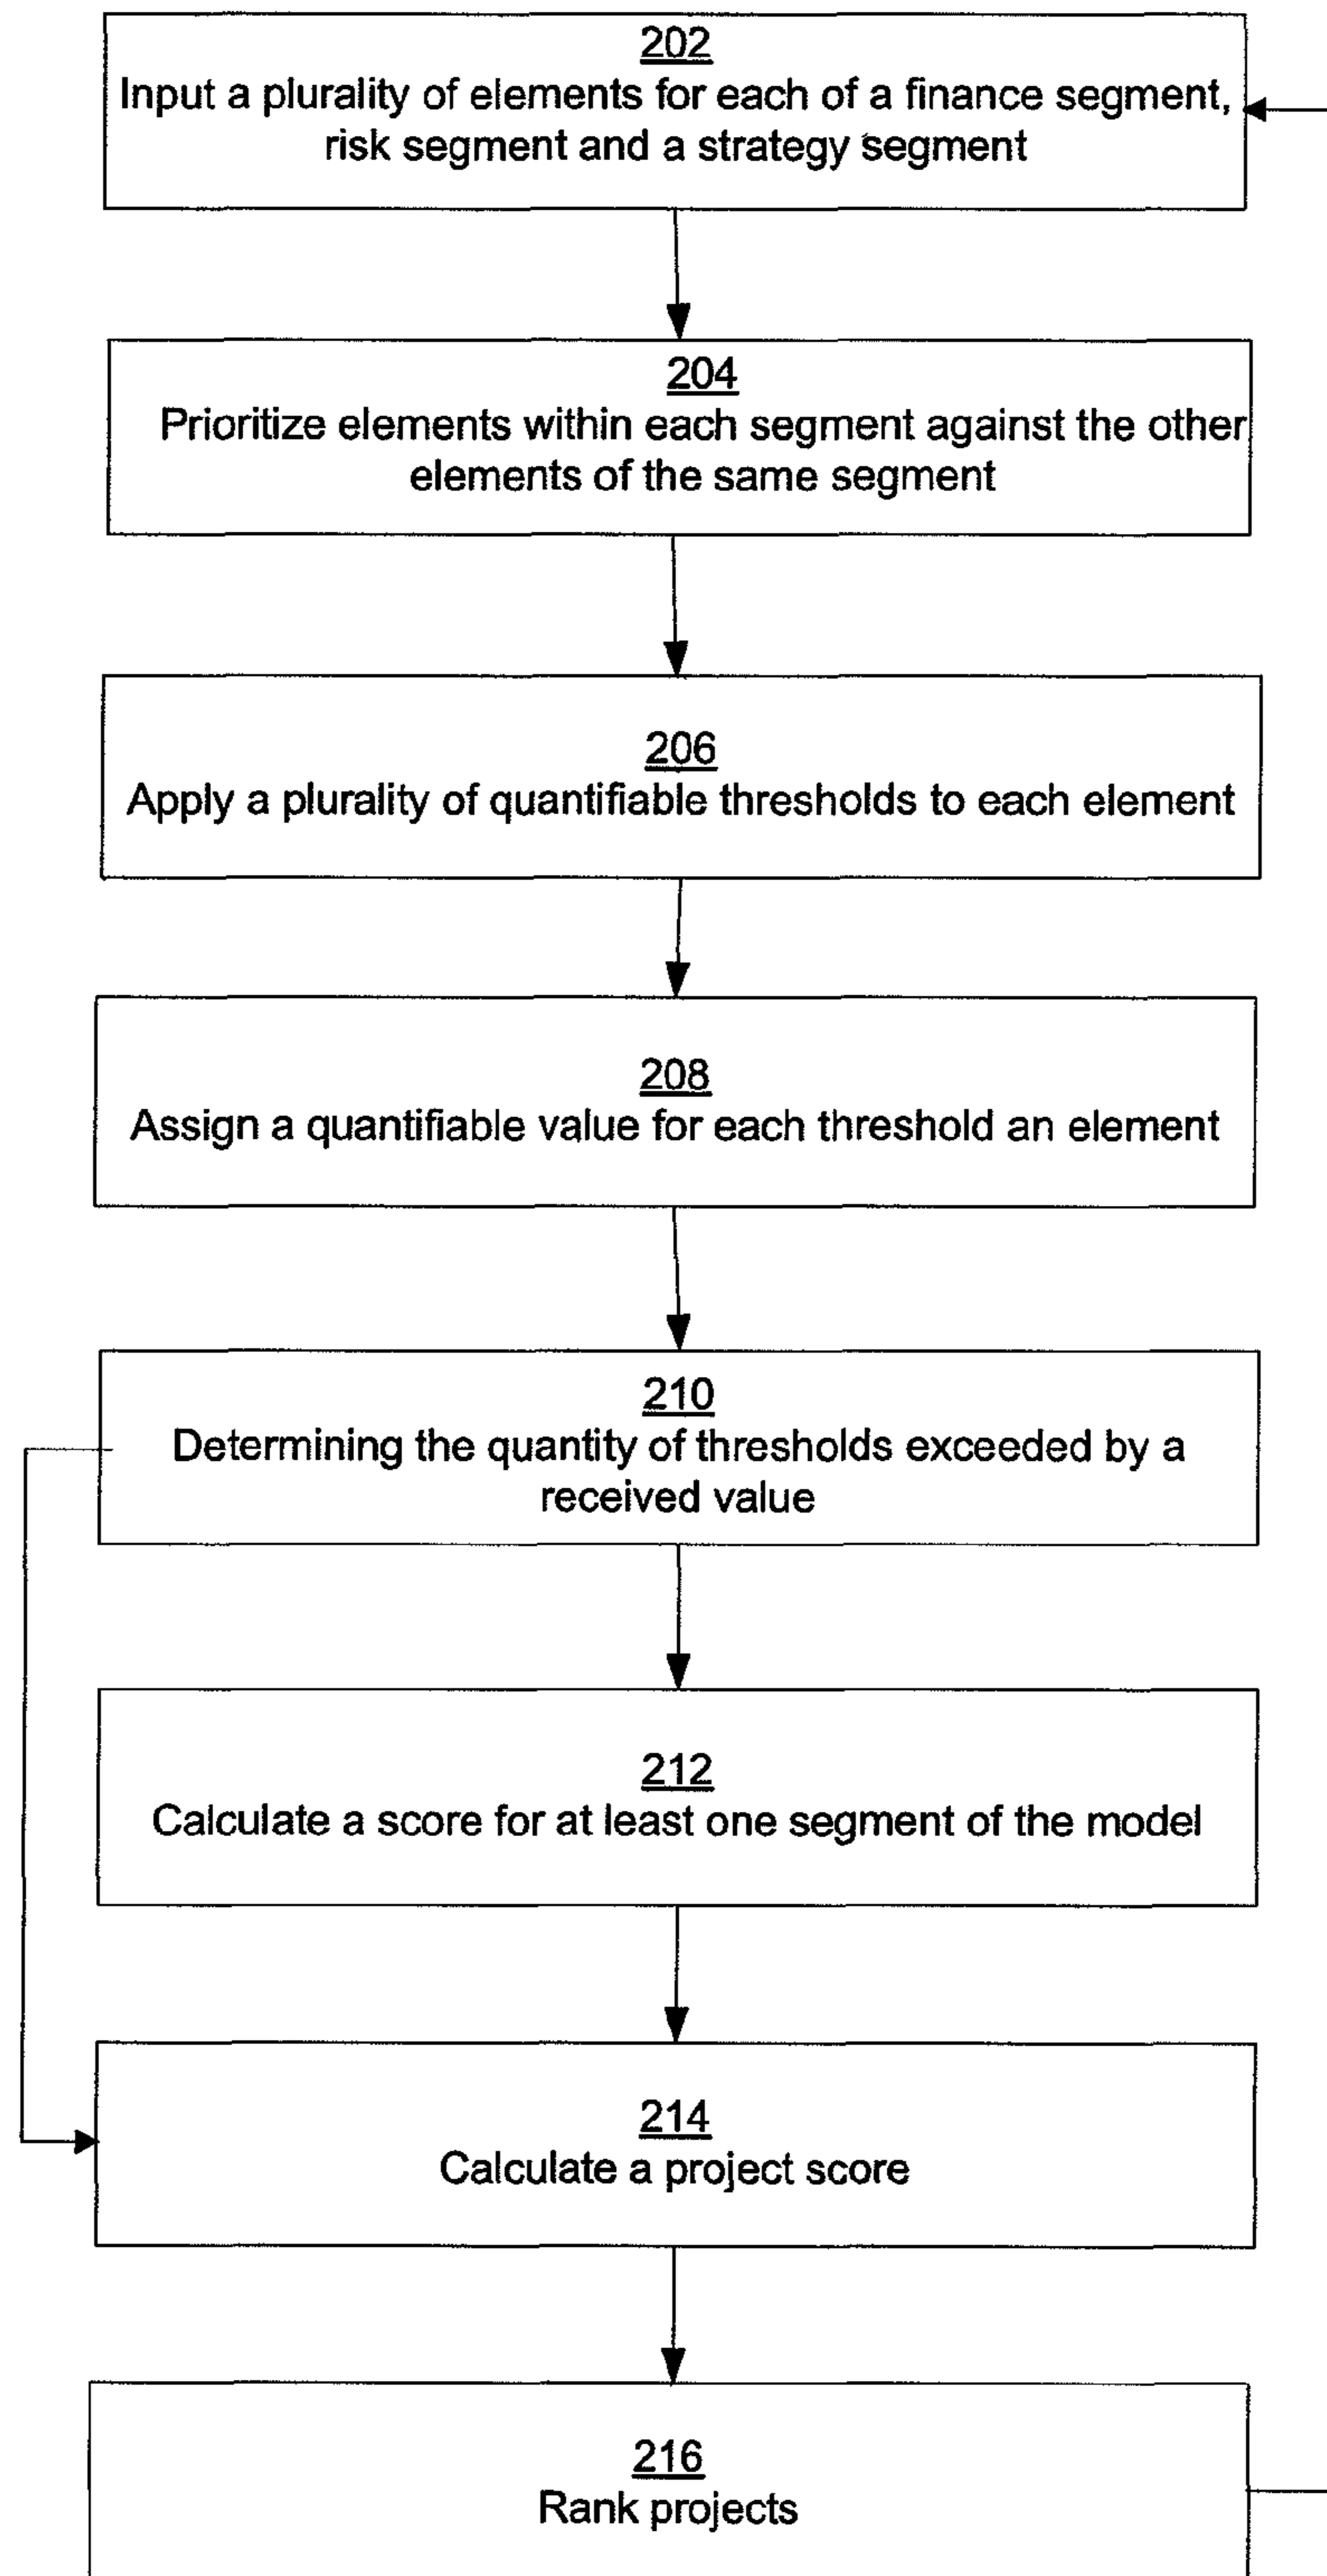 202
Input a plurality of elements for each of a finance segment,
risk segment and a strategy segment
204
Prioritize elements within each segment against the other
elements of the same segment
206
Apply a plurality of quantifiable thresholds to each element
208
Assign a quantifiable value for each threshold an element
210
Determining the quantity of thresholds exceeded by a
received value
212
Calculate a score for at least one segment of the model
214
Calculate a project score
216
Rank projects